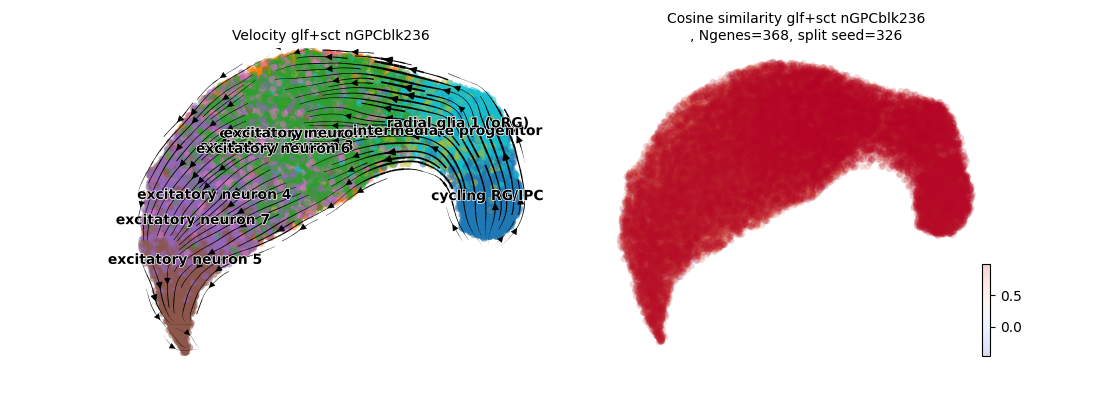 Velocity glf+sct nGPCblk236
radial glia 1 (oRG)
intermediate progenitor
excitatory neuron 6
excitatory neuron 4
cycling RG/IPC
excitatory neuron 7
excitatory neuron 5
Cosine similarity glf+sct nGPCblk236
, Ngenes=368, split seed=326
0.5
0.0